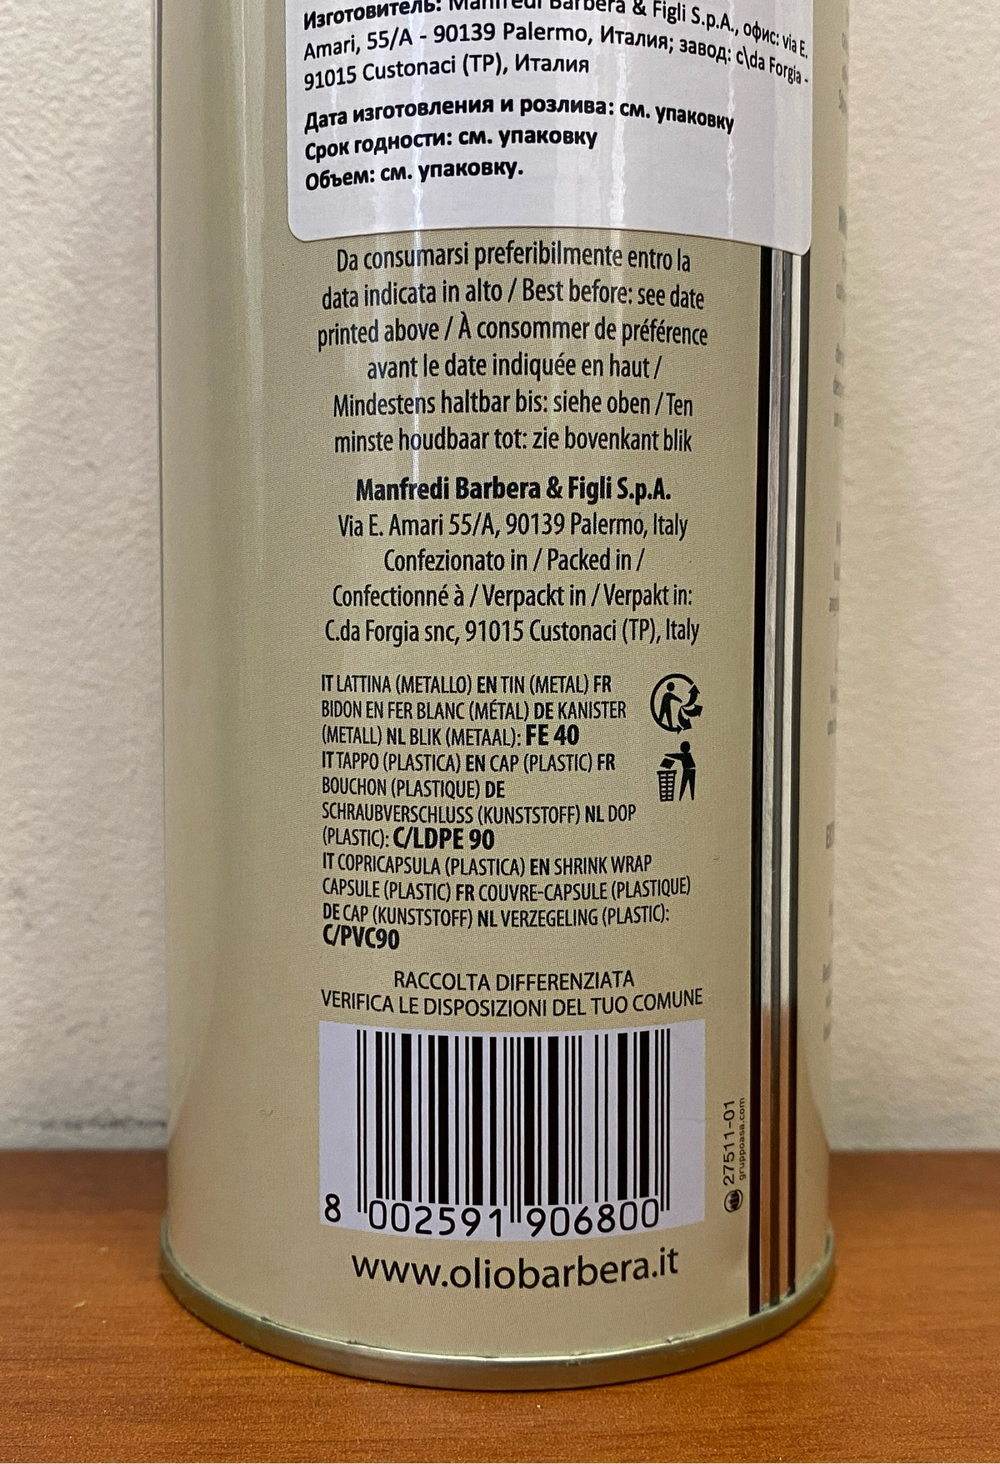 Изготовитель: Manfredi Barbera & Figli S.p.A., офис: via E.
Amari, 55/A - 90139 Palermo, Италия; завод: c\da Forgia -
91015 Custonaci (TP), Италия
Дата изготовления и розлива: см. упаковку
Срок годности: см. упаковку
Объем: см. упаковку.
Da consumarsi preferibilmente entro la
data indicata in alto / Best before: see date
printed above / À consommer de préférence
avant le date indiquée en haut /
Mindestens haltbar bis: siehe oben / Ten
minste houdbaar tot: zie bovenkant blik
Manfredi Barbera & Figli S.p.A.
Via E. Amari 55/A, 90139 Palermo, Italy
Confezionato in / Packed in /
Confectionné à / Verpackt in / Verpakt in:
C.da Forgia snc, 91015 Custonaci (TP), Italy
IT LATTINA (METALLO) EN TIN (METAL) FR
BIDON EN FER BLANC (MÉTAL) DE KANISTER
(METALL) NL BLIK (METAAL): FE 40
IT TAPPO (PLASTICA) EN CAP (PLASTIC) FR
BOUCHON (PLASTIQUE) DE
SCHRAUBVERSCHLUSS (KUNSTSTOFF) NL DOP
(PLASTIC): C/LDPE 90
IT COPRICAPSULA (PLASTICA) EN SHRINK WRAP
CAPSULE (PLASTIC) FR COUVRE-CAPSULE (PLASTIQUE)
DE CAP (KUNSTSTOFF) NL VERZEGELING (PLASTIC):
C/PVC90
RACCOLTA DIFFERENZIATA
VERIFICA LE DISPOSIZIONI DEL TUO COMUNE
8 002591 906800
27511-01
gruppoasa.com
www.oliobarbera.it